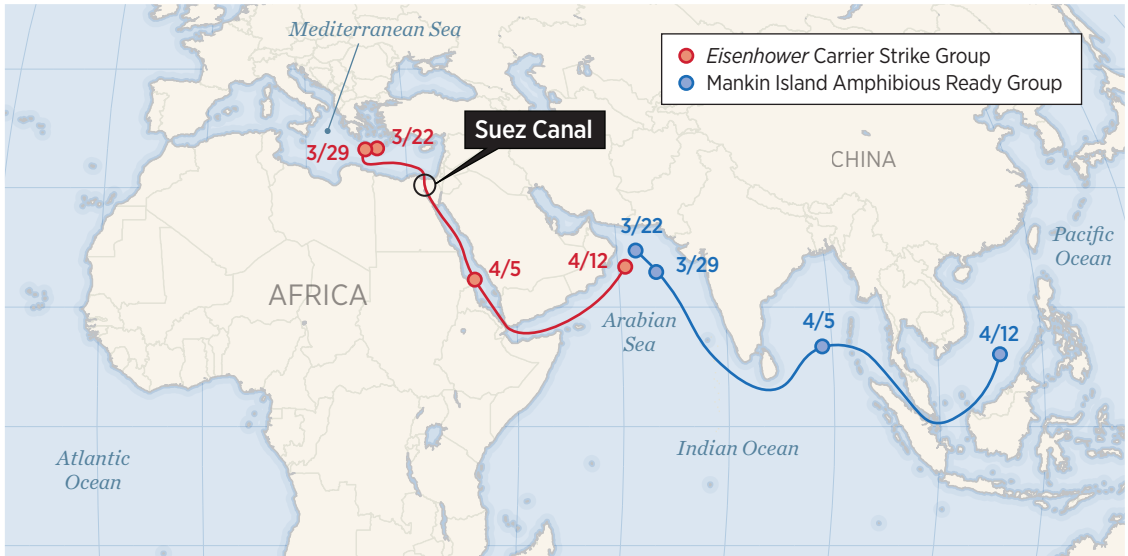 Mediterranean Sea
Eisenhower Carrier Strike Group
Mankin Island Amphibious Ready Group
3/22
3/29
Suez Canal
CHINA
3/22
3/29
Pacific
Ocean
4/5
4/12
AFRICA
Arabian
Sea
4/5
4/12
Indian Ocean
Atlantic
Ocean